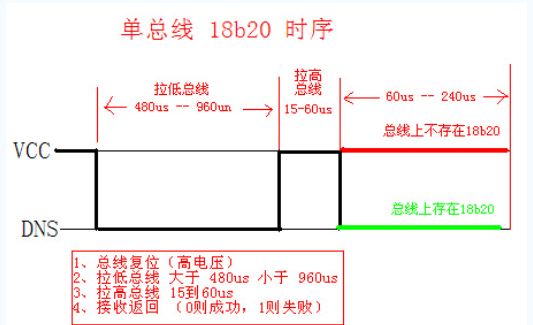 单总线 18b20 时序
拉低总线
480us -- 960un
拉高
总线
15-60us
60us -- 240us
总线上不存在18b20
VCC
总线上存在18b20
DNS
1、总线复位（高电压）
2、拉低总线 大于 480us 小于 960us
3、拉高总线 15到60us
4、接收返回 （0则成功，1则失败）